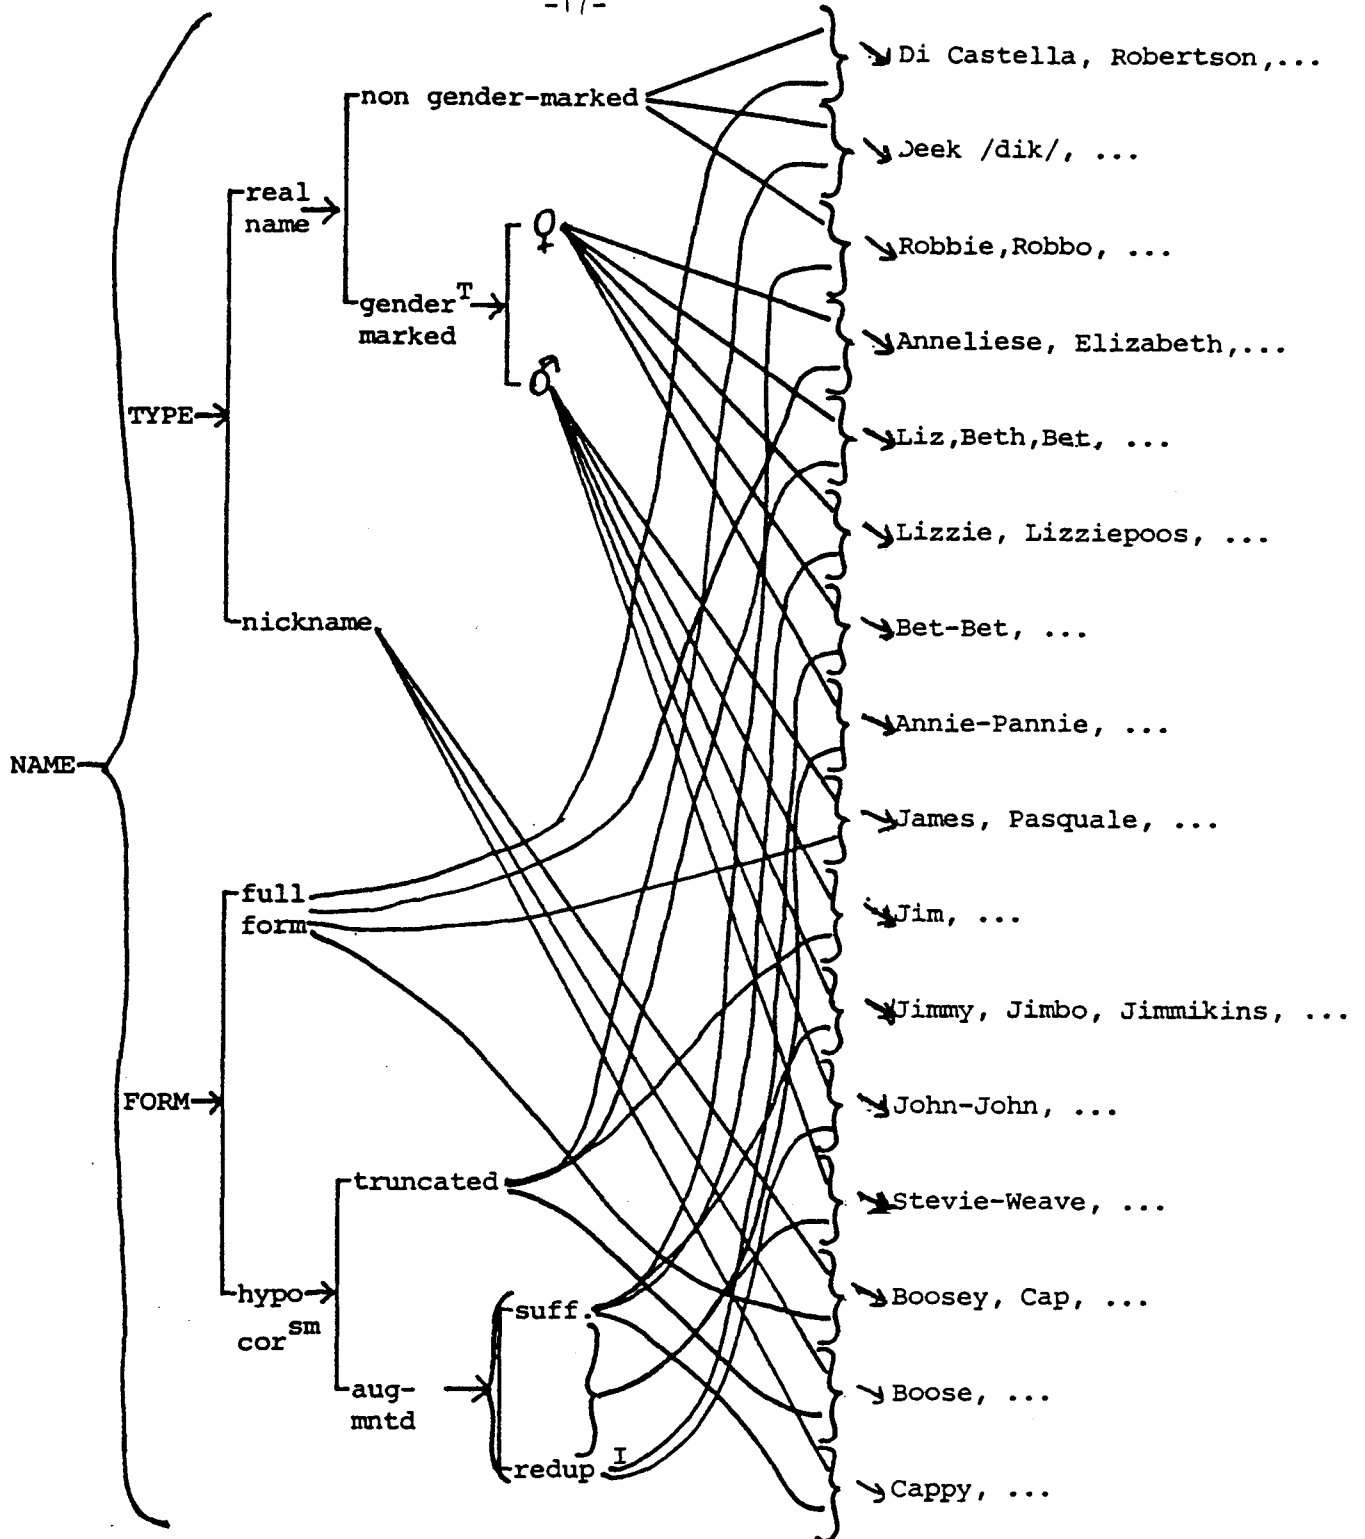 -17-
Di Castella, Robertson,...
non gender-marked
Deek /dik/, ...
real
name
♀
Robbie,Robbo, ...
gender T
marked
Anneliese, Elizabeth,...
♂
TYPE
Liz,Beth,Bet, ...
Lizzie, Lizziepoos, ...
nickname
Bet-Bet, ...
Annie-Pannie, ...
NAME
James, Pasquale, ...
full
form
Jim, ...
Jimmy, Jimbo, Jimmikins, ...
FORM
John-John, ...
truncated
Stevie-Weave, ...
hypo
cor sm
suff.
Boosey, Cap, ...
aug-
mntd
Boose, ...
redup I
Cappy, ...